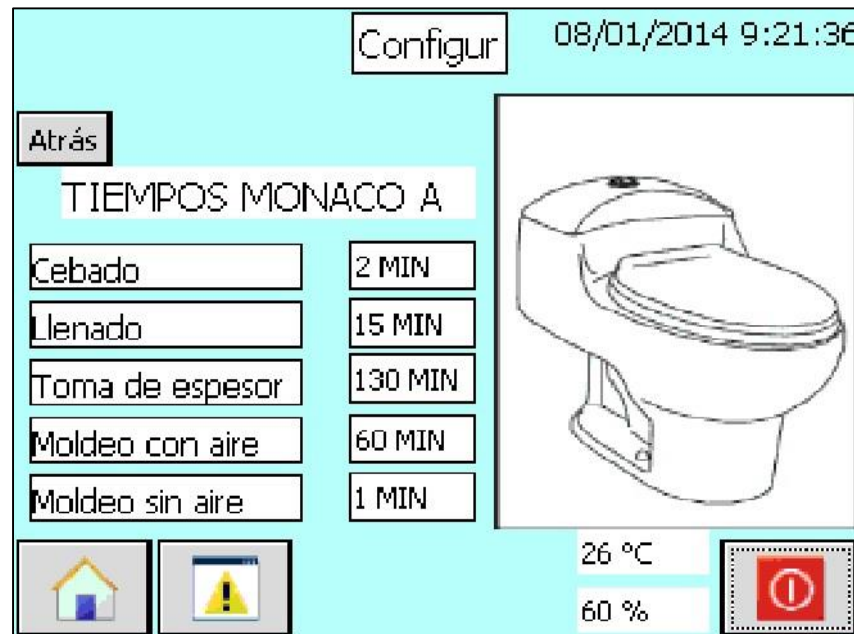 Configur
08/01/2014 9:21:36
Atrás
TIEMPOS MONACO A
Cebado 2 MIN
Llenado 15 MIN
Toma de espesor 130 MIN
Moldeo con aire 60 MIN
Moldeo sin aire 1 MIN
26 °C
60 %